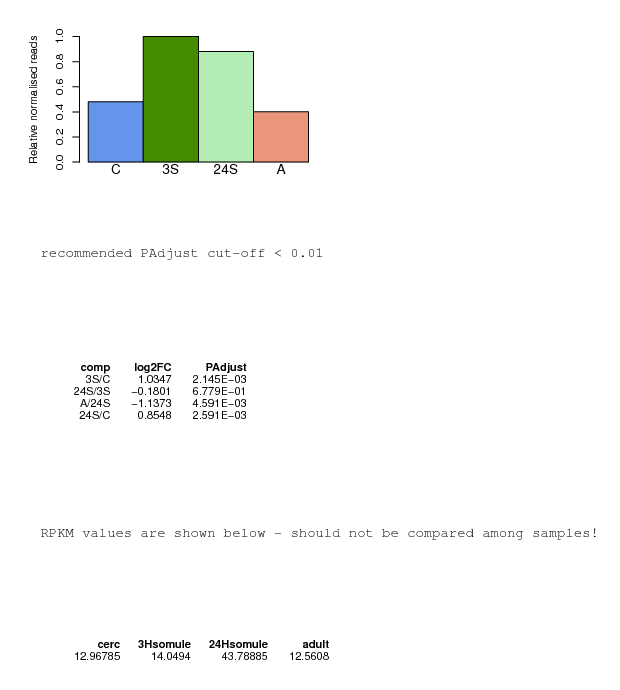 Relative normalised reads
1.0
0.8
0.6
0.4
0.2
0.0
C 3S 24S A
recommended PAdjust cut-off < 0.01
comp log2FC PAdjust
3S/C 1.0347 2.145E−03
24S/3S −0.1801 6.779E−01
A/24S −1.1373 4.591E−03
24S/C 0.8548 2.591E−03
RPKM values are shown below - should not be compared among samples!
cerc 3Hsomule 24Hsomule adult
12.96785 14.0494 43.78885 12.5608